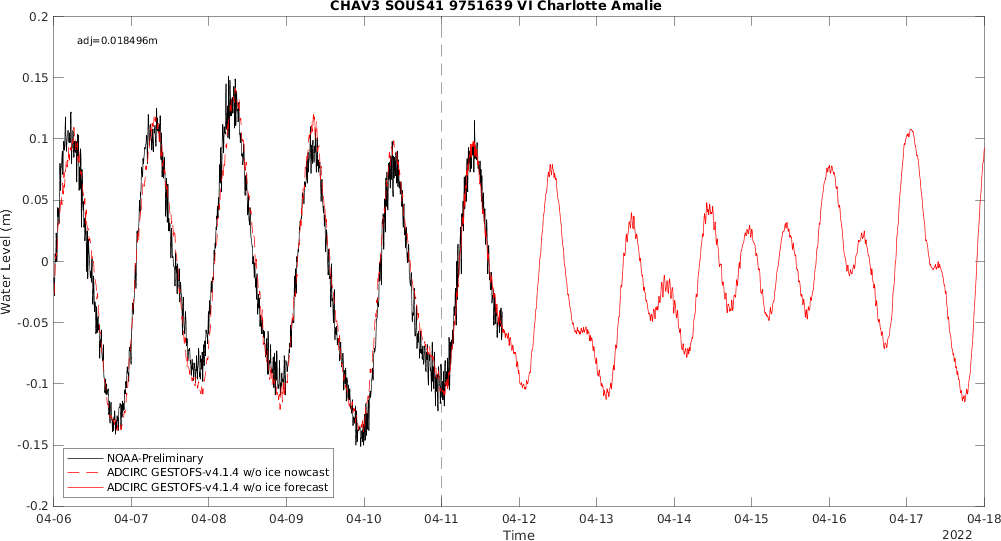 CHAV3 SOUS41 9751639 VI Charlotte Amalie
adj=0.018496m
0.2
0.15
0.1
0.05
0
-0.05
-0.1
-0.15
-0.2
Water Level (m)
NOAA-Preliminary
ADCIRC GESTOFS-v4.1.4 w/o ice nowcast
ADCIRC GESTOFS-v4.1.4 w/o ice forecast
04-06 04-07 04-08 04-09 04-10 04-11 04-12 04-13 04-14 04-15 04-16 04-17 04-18
Time
2022